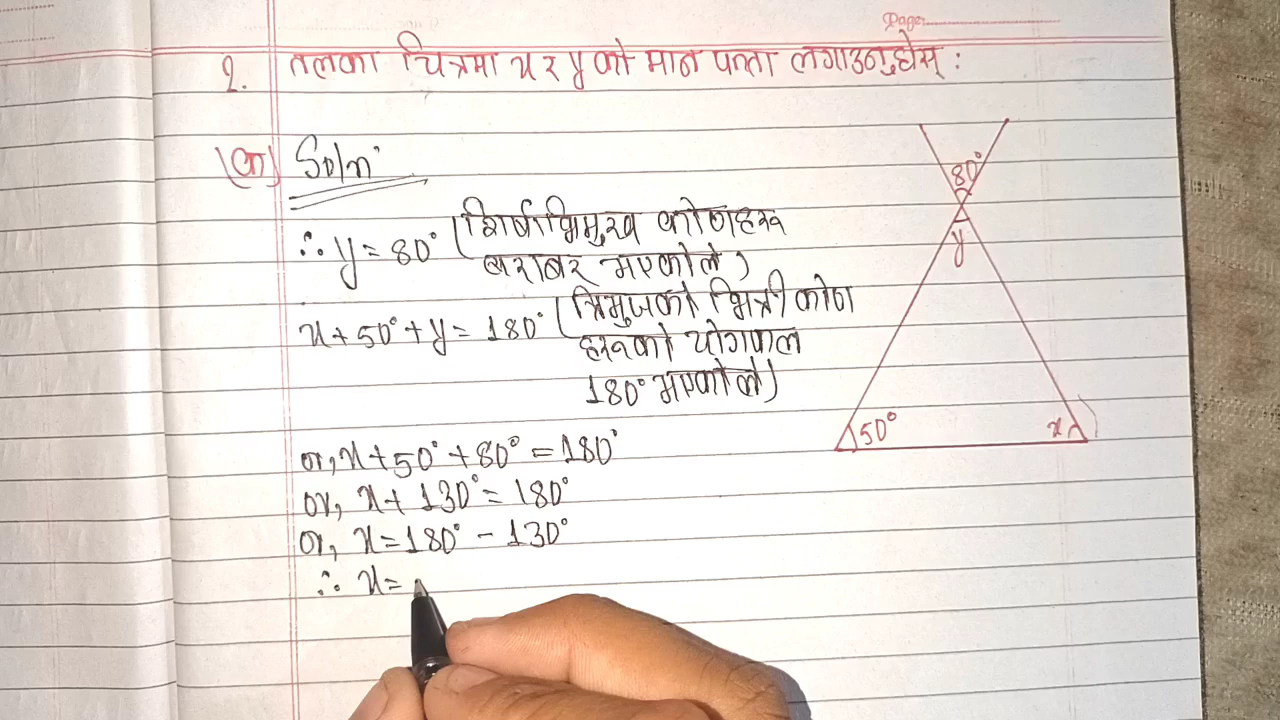 Page:
2. तलका चित्रमा x र y को मान पत्ता लगाउनुहोस् :
(क) Soln
80°
∴ y = 80° (शिर्षाभिमुख कोणहरू
बराबर भएकोले)
y
x + 50° + y = 180° (त्रिभुजको भित्री कोण
हरूको योगफल
180° भएकोले)
50°
x
or, x + 50° + 80° = 180°
or, x + 130° = 180°
or, x = 180° - 130°
∴ x =